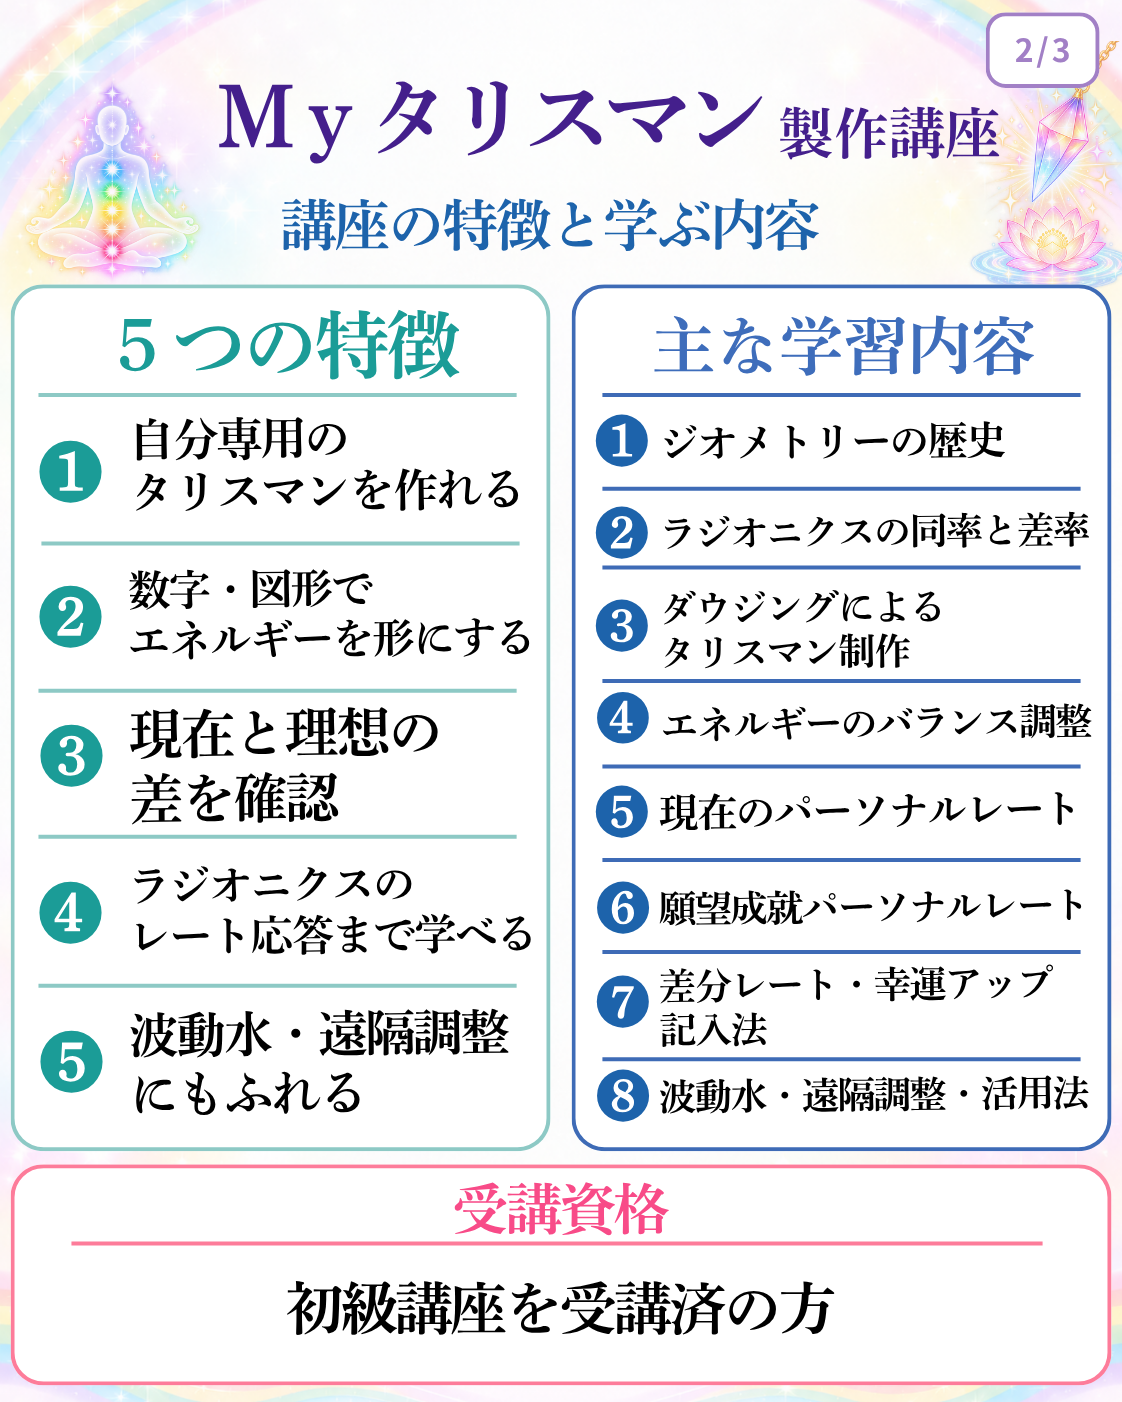 2/3
Myタリスマン 製作講座
講座の特徴と学ぶ内容
5つの特徴
1 自分専用の
タリスマンを作れる
2 数字・図形で
エネルギーを形にする
3 現在と理想の
差を確認
4 ラジオニクスの
レート応答まで学べる
5 波動水・遠隔調整
にもふれる
主な学習内容
1 ジオメトリーの歴史
2 ラジオニクスの同率と差率
3 ダウジングによる
タリスマン制作
4 エネルギーのバランス調整
5 現在のパーソナルレート
6 願望成就パーソナルレート
7 差分レート・幸運アップ
記入法
8 波動水・遠隔調整・活用法
受講資格
初級講座を受講済の方